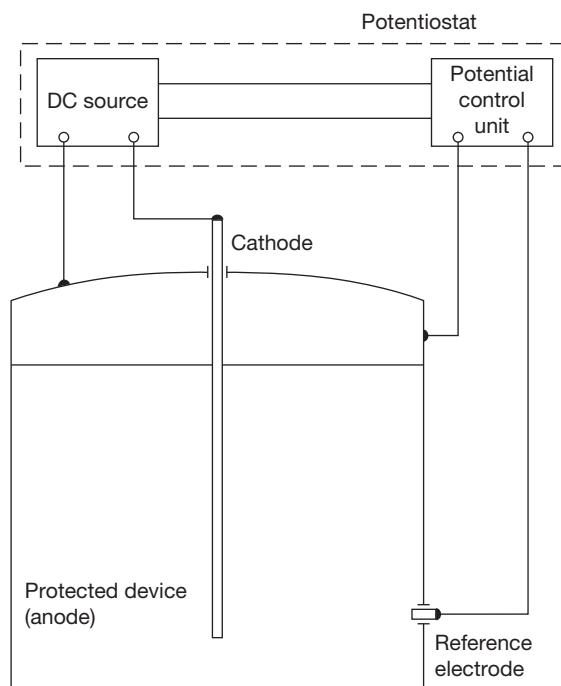 Potentiostat
DC source
Potential
control
unit
Cathode
Protected device
(anode)
Reference
electrode